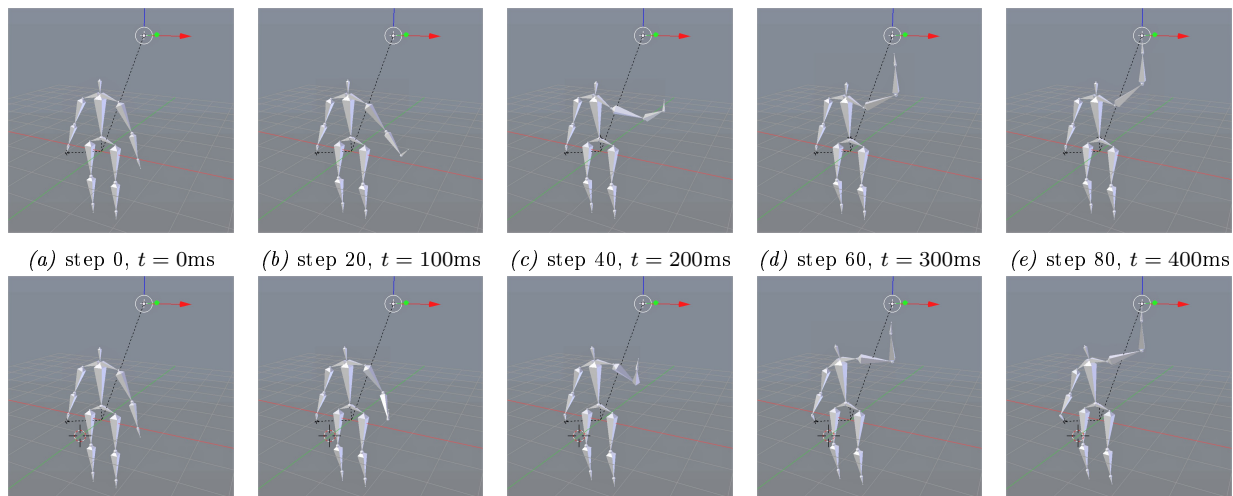 (a) step 0, t = 0ms (b) step 20, t = 100ms (c) step 40, t = 200ms (d) step 60, t = 300ms (e) step 80, t = 400ms